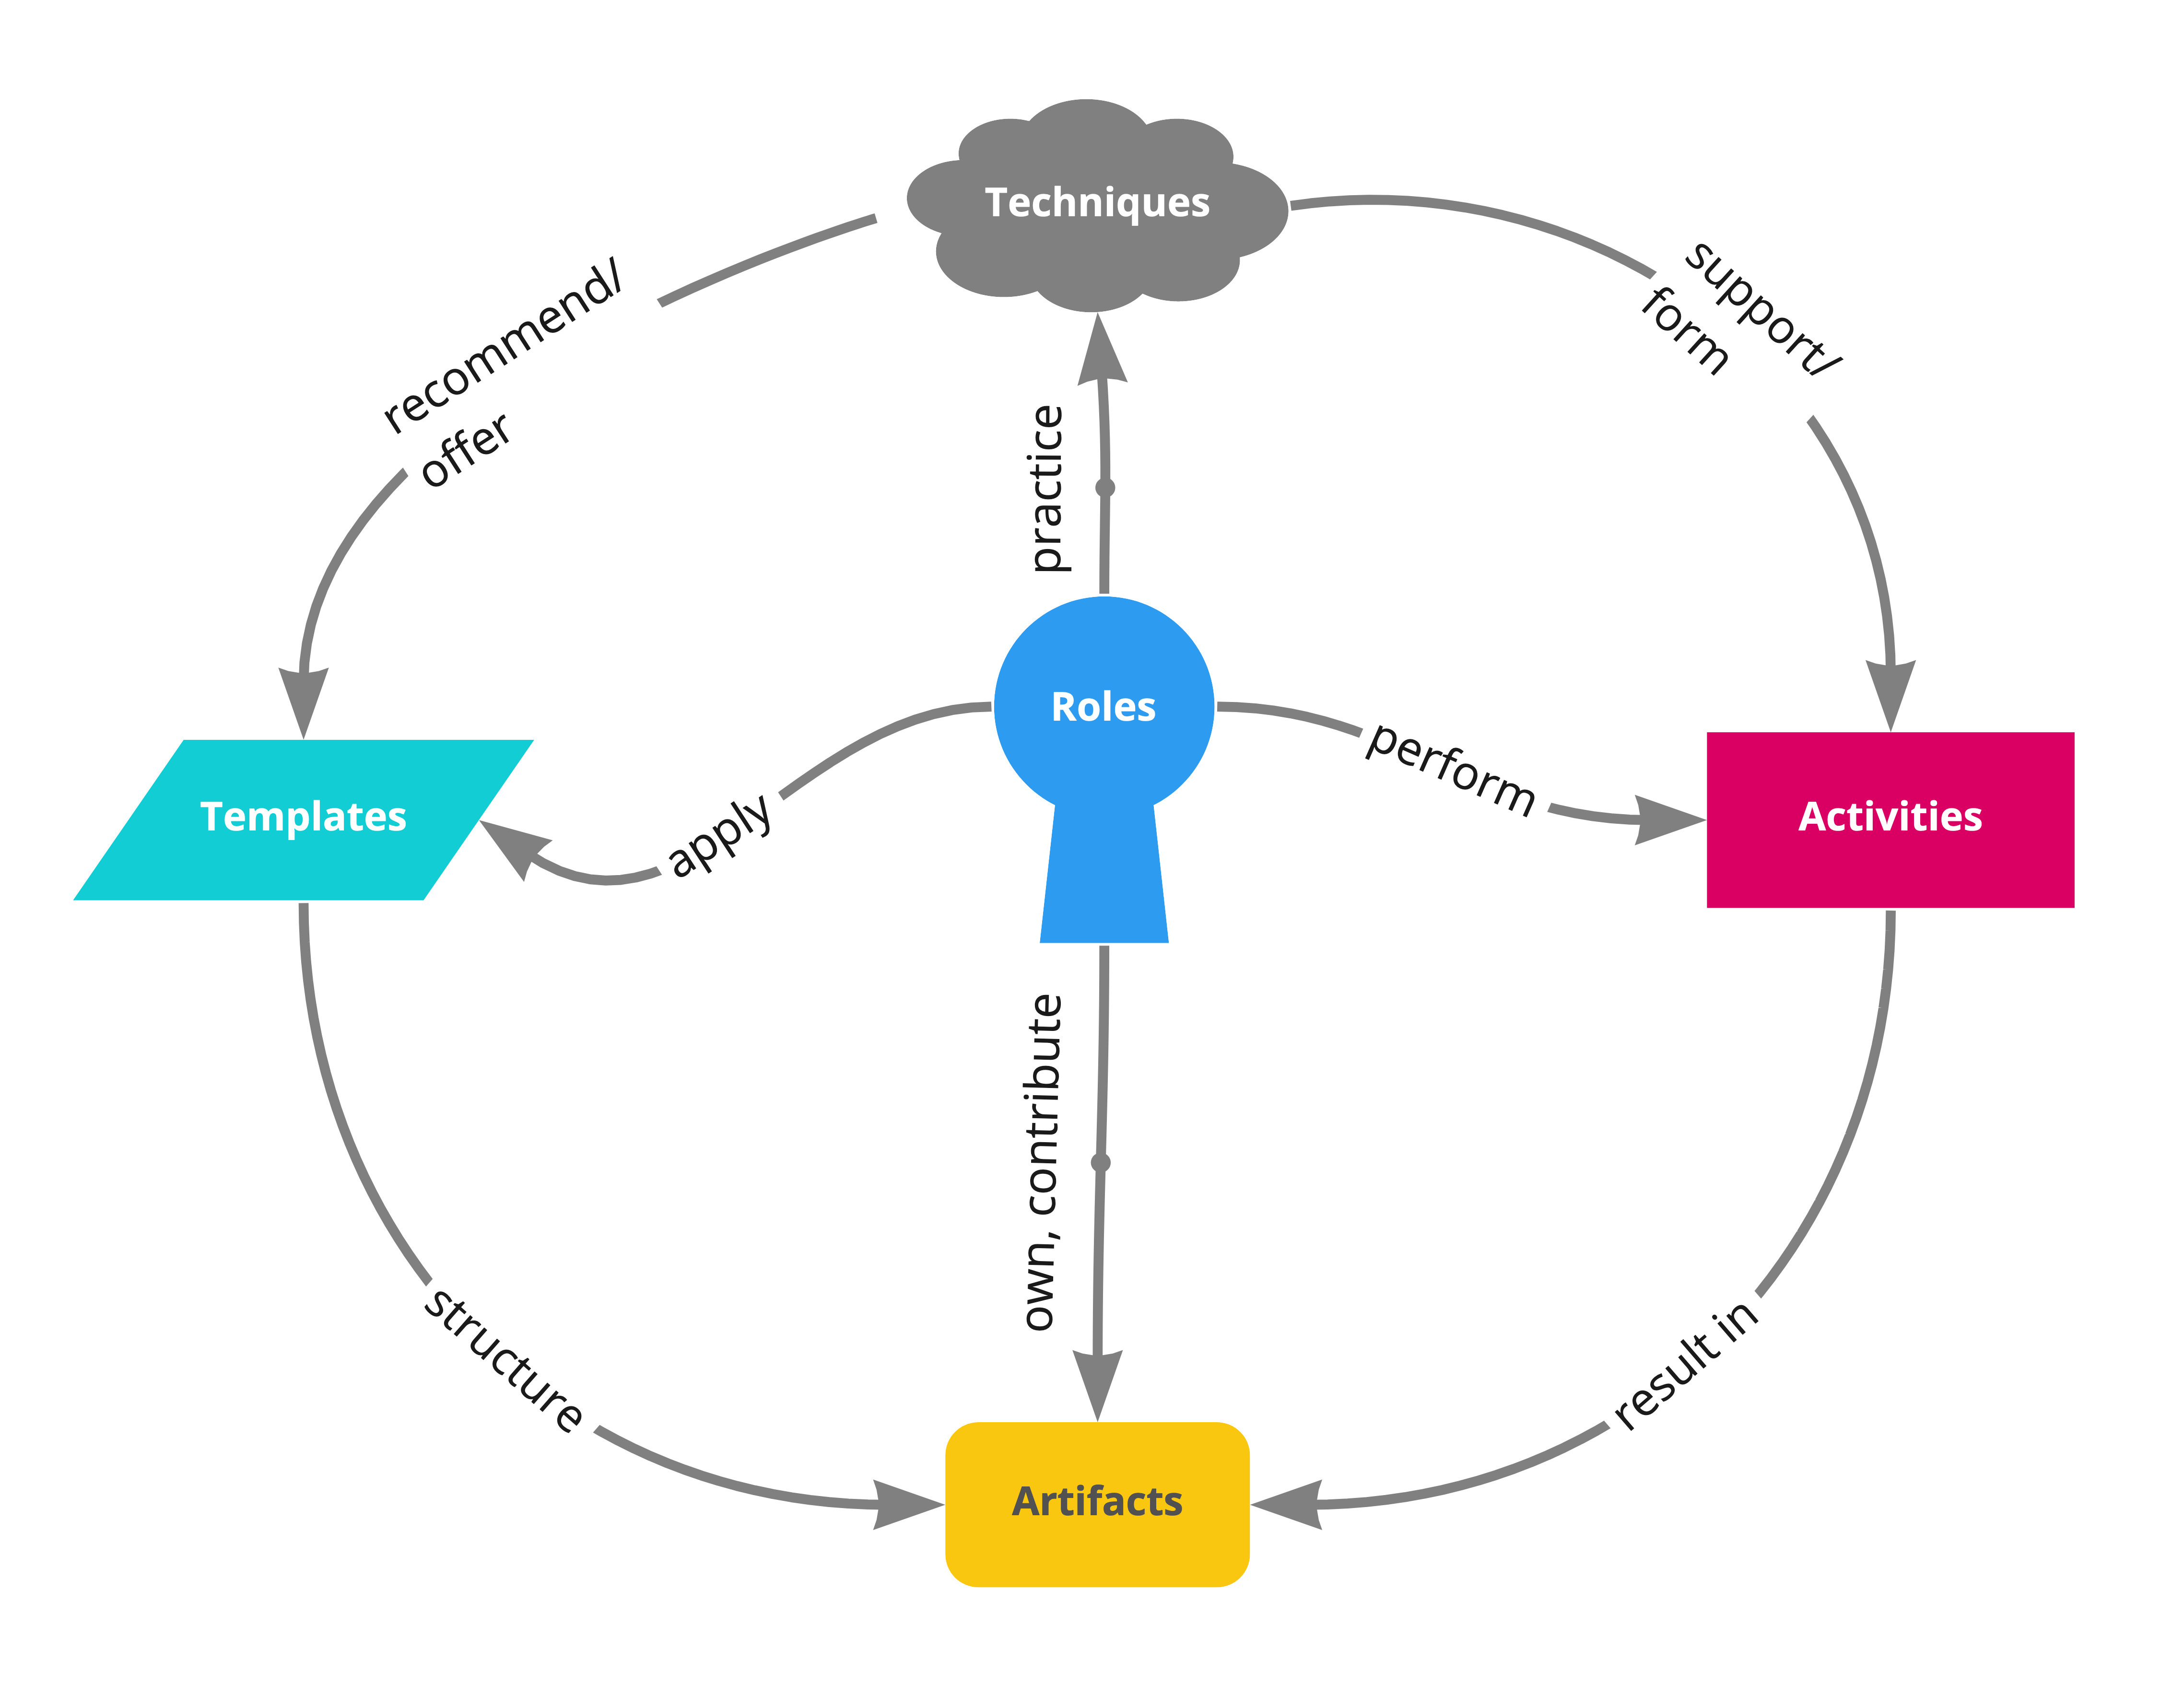 Techniques
recommend/
offer
support/
form
practice
Roles
apply
perform
Templates
Activities
own, contribute
structure
result in
Artifacts